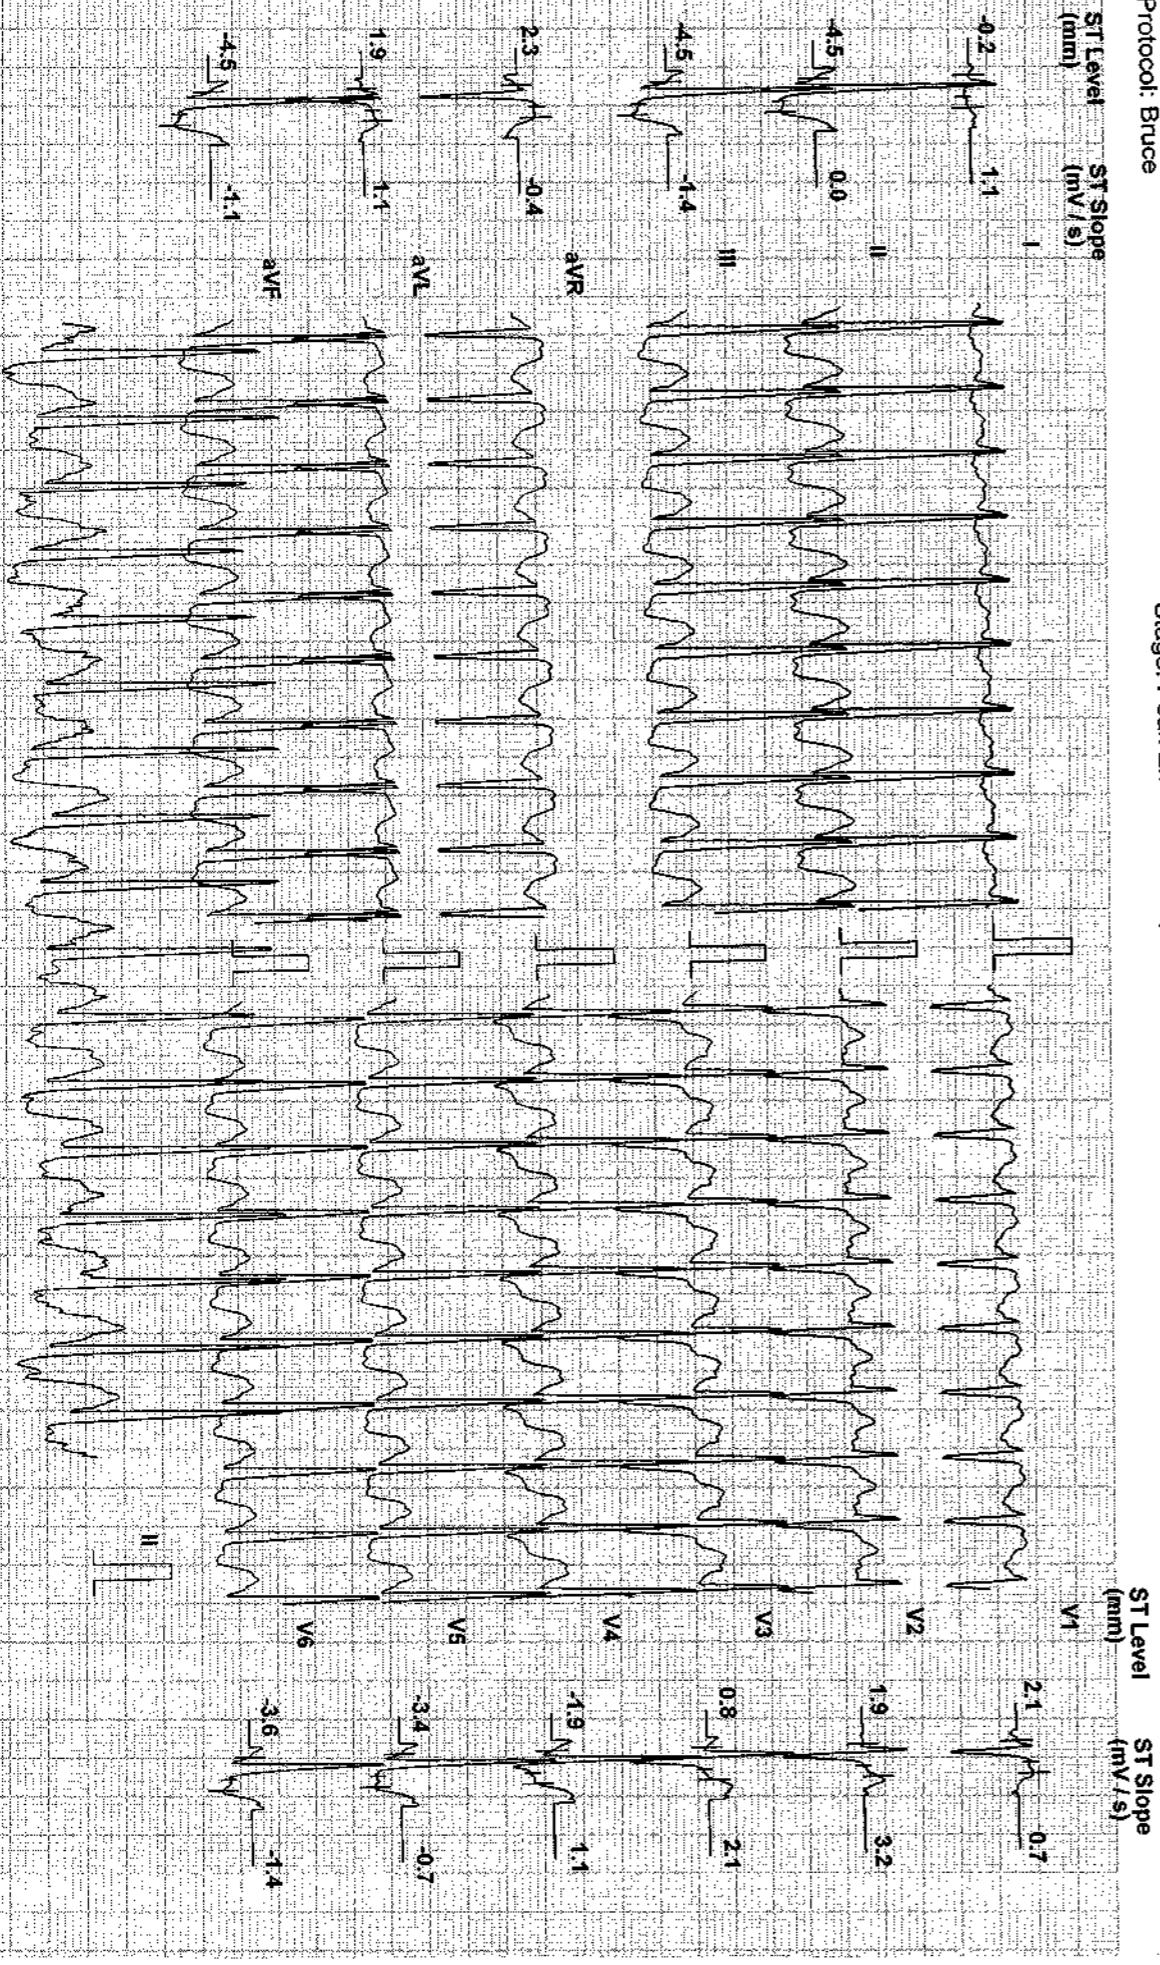 Protocol: Bruce
ST Level
(mm)
ST Slope
(mV / s)
I
-0.2
1.1
II
-4.5
0.0
III
-4.5
-1.4
aVR
2.3
-0.4
aVL
1.9
1.1
aVF
-4.5
-1.1
ST Level
(mm)
ST Slope
(mV / s)
V1
2.1
V2
1.9
3.2
V3
0.8
2.1
V4
-1.9
1.1
V5
-3.4
-0.7
V6
-3.6
-1.4
II